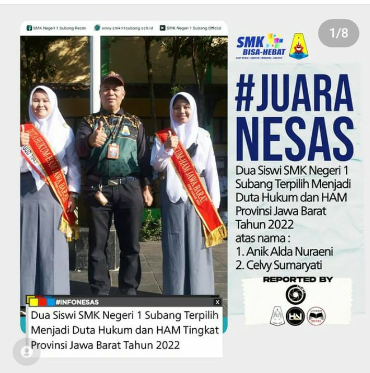 SMK Negeri 1 Subang Resmi
www.smkn1subang.sch.id
SMK Negeri 1 Subang Official
1/8
SMK
BISA-HEBAT
#JUARA
NESAS
Dua Siswi SMK Negeri 1
Subang Terpilih Menjadi
Duta Hukum dan HAM
Provinsi Jawa Barat
Tahun 2022
atas nama :
1. Anik Alda Nuraeni
2. Celvy Sumaryati
REPORTED BY
#INFONESAS
X
Dua Siswi SMK Negeri 1 Subang Terpilih
Menjadi Duta Hukum dan HAM Tingkat
Provinsi Jawa Barat Tahun 2022